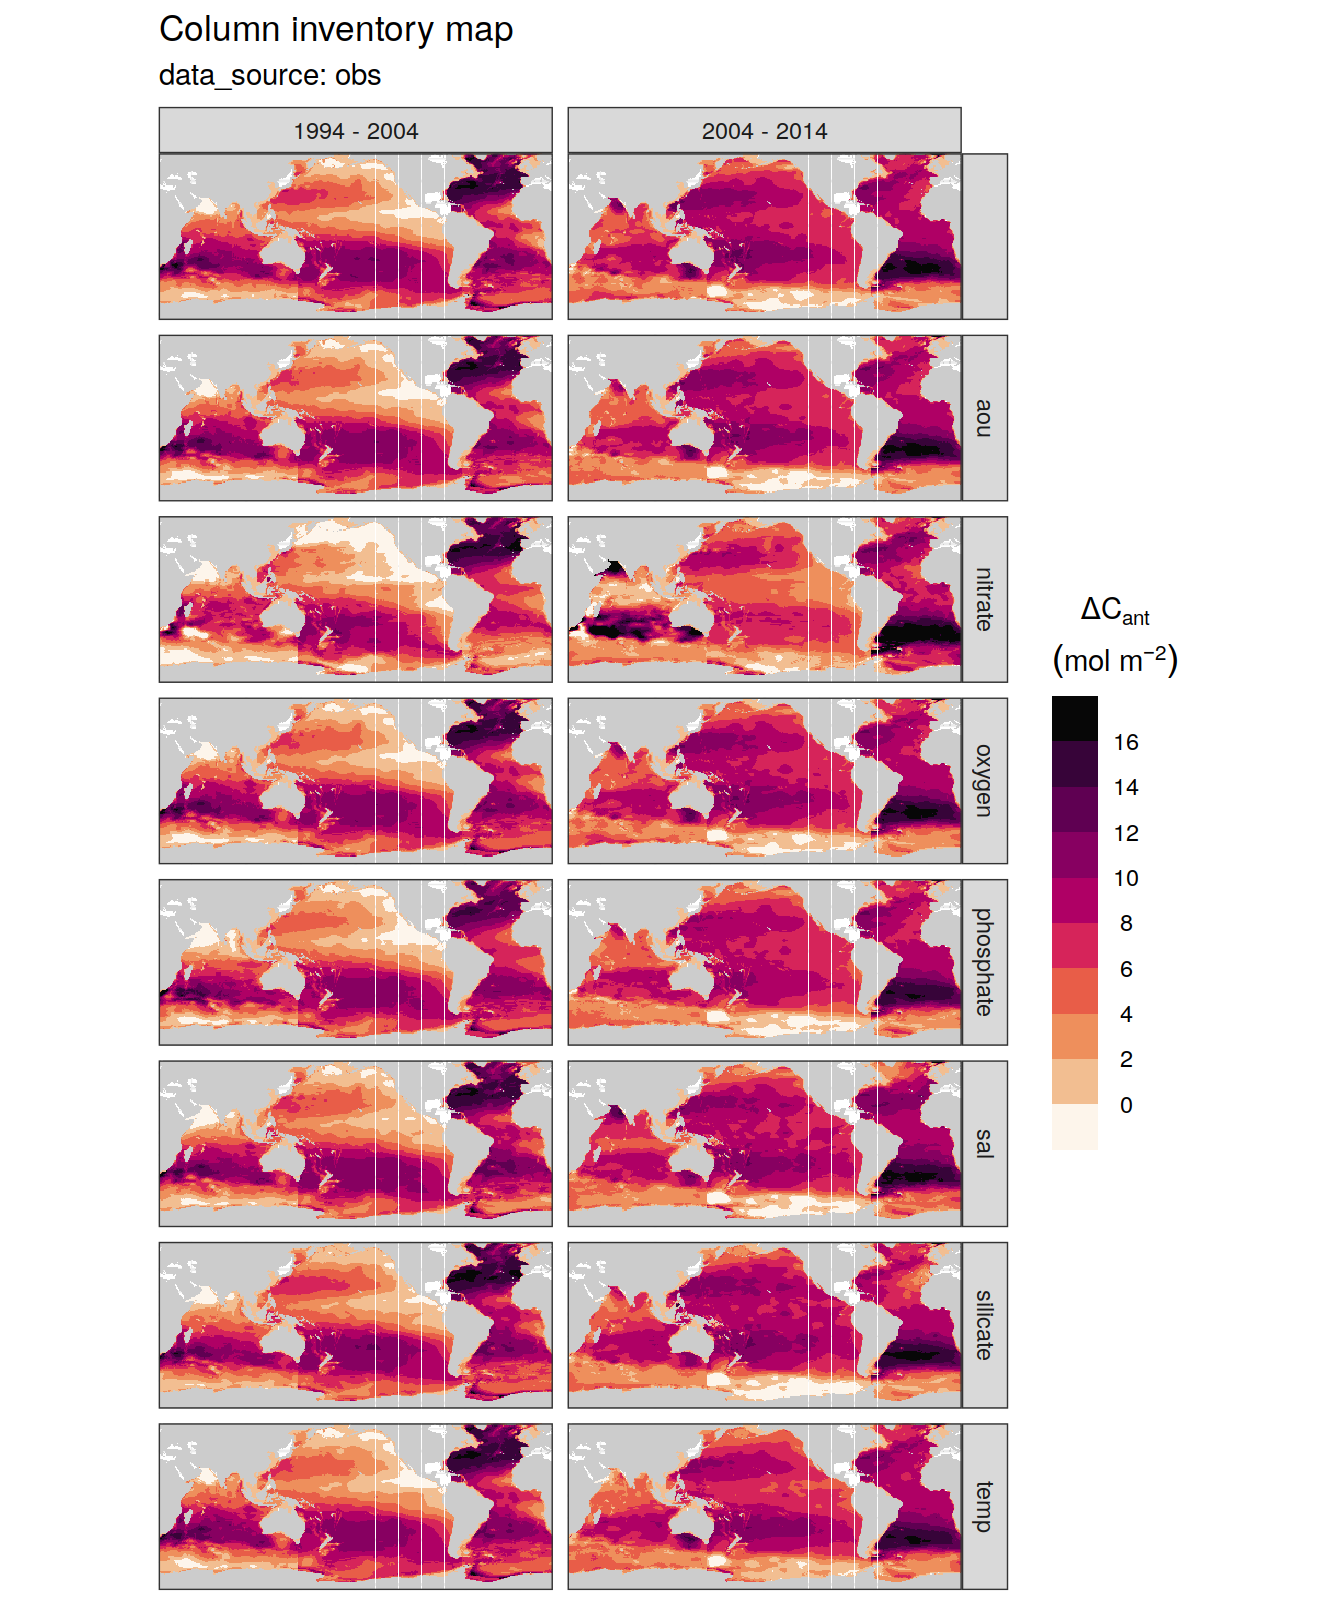 Column inventory map
data_source: obs
1994 - 2004
2004 - 2014
aou
nitrate
oxygen
phosphate
sal
silicate
temp
ΔCant
(mol m⁻²)
16
14
12
10
8
6
4
2
0